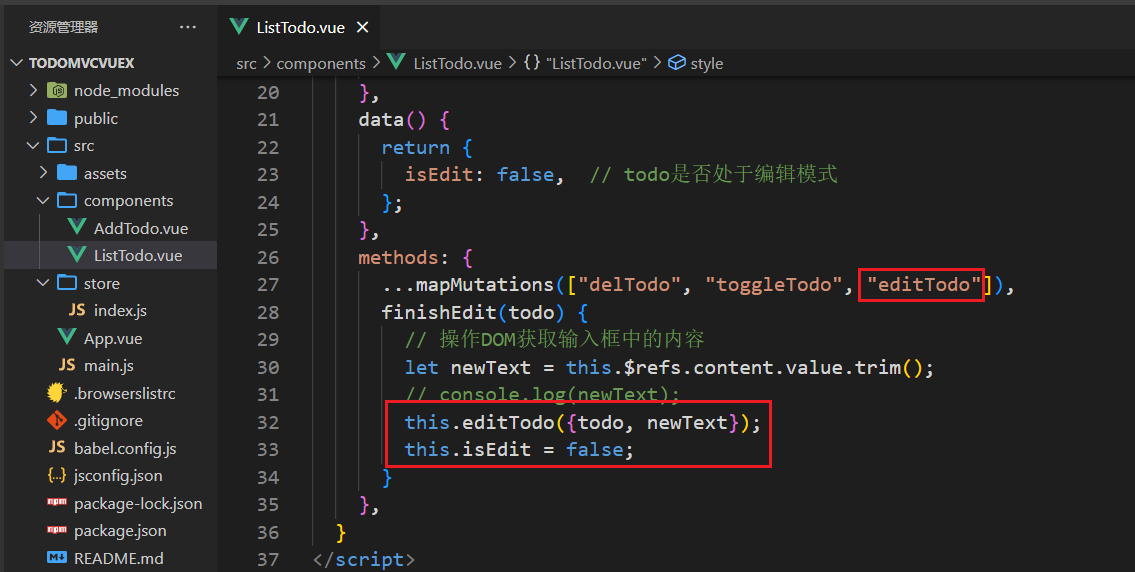 资源管理器 ···
TODOMVCVUEX
node_modules
public
src
assets
components
AddTodo.vue
ListTodo.vue
store
JS index.js
App.vue
JS main.js
.browserslistrc
.gitignore
JS babel.config.js
{..} jsconfig.json
npm package-lock.json
npm package.json
M README.md
ListTodo.vue ×
src > components > ListTodo.vue > {} "ListTodo.vue" > style
20 },
21 data() {
22 return {
23 isEdit: false, // todo是否处于编辑模式
24 };
25 },
26 methods: {
27 ...mapMutations(["delTodo", "toggleTodo", "editTodo"]),
28 finishEdit(todo) {
29 // 操作DOM获取输入框中的内容
30 let newText = this.$refs.content.value.trim();
31 // console.log(newText);
32 this.editTodo({todo, newText});
33 this.isEdit = false;
34 }
35 },
36 }
37 </script>